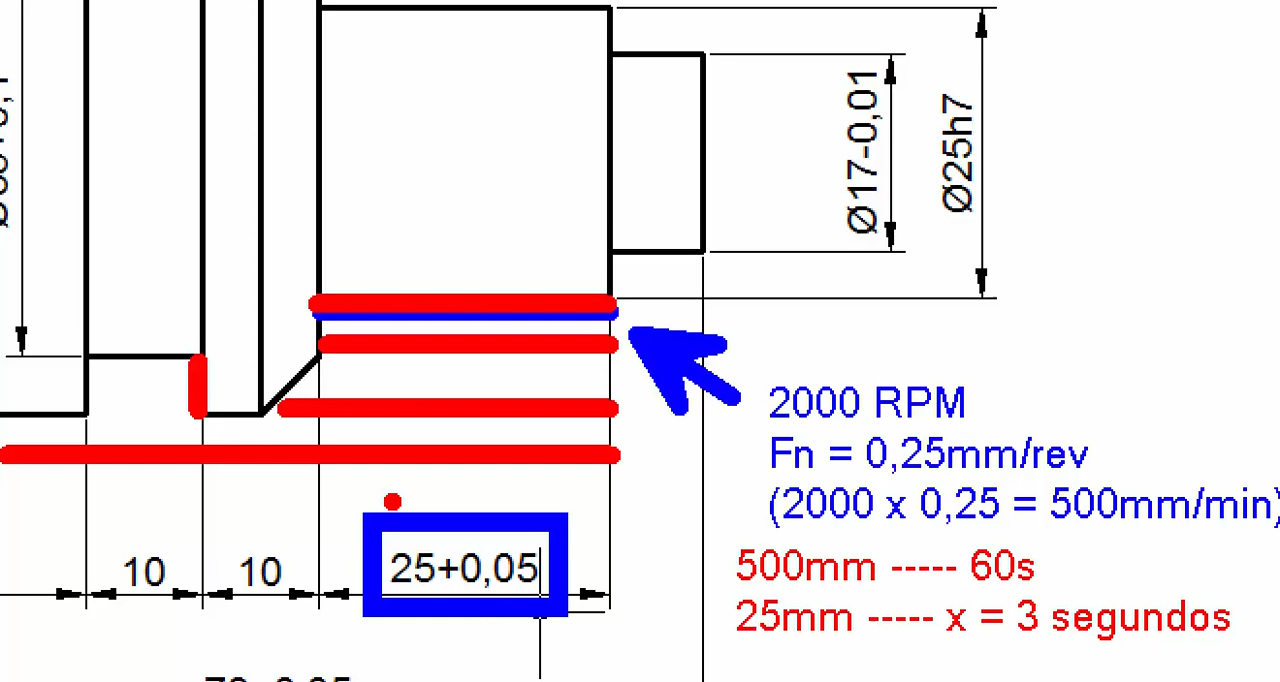 Ø17-0,01
Ø25h7
2000 RPM
Fn = 0,25mm/rev
(2000 x 0,25 = 500mm/min)
500mm ----- 60s
25mm ----- x = 3 segundos
10
10
25+0,05